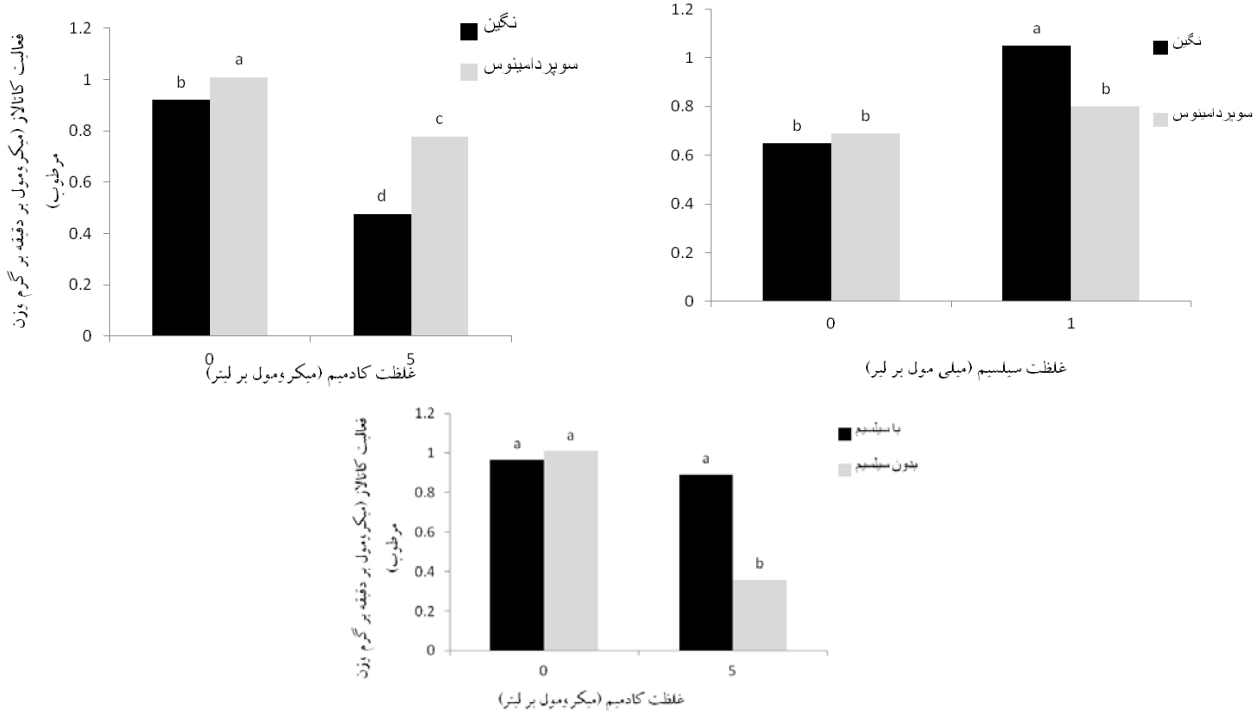 فعالیت کاتالاز (میکرومول بر دقیقه بر گرم وزن
مرطوب)
1.2
1
0.8
0.6
0.4
0.2
0
b
a
d
c
نگین
سوپردامینوس
0
5
غلظت کادمیم (میکرومول بر لیتر)
1.2
1
0.8
0.6
0.4
0.2
0
b
b
a
b
نگین
سوپردامینوس
0
1
غلظت سیلسیم (میلی مول بر لیر)
فعالیت کاتالاز (میکرومول بر دقیقه بر گرم وزن
مرطوب)
1.2
1
0.8
0.6
0.4
0.2
0
a
a
a
b
با سیلسیم
بدون سیلسیم
0
5
غلظت کادمیم (میکرومول بر لیتر)